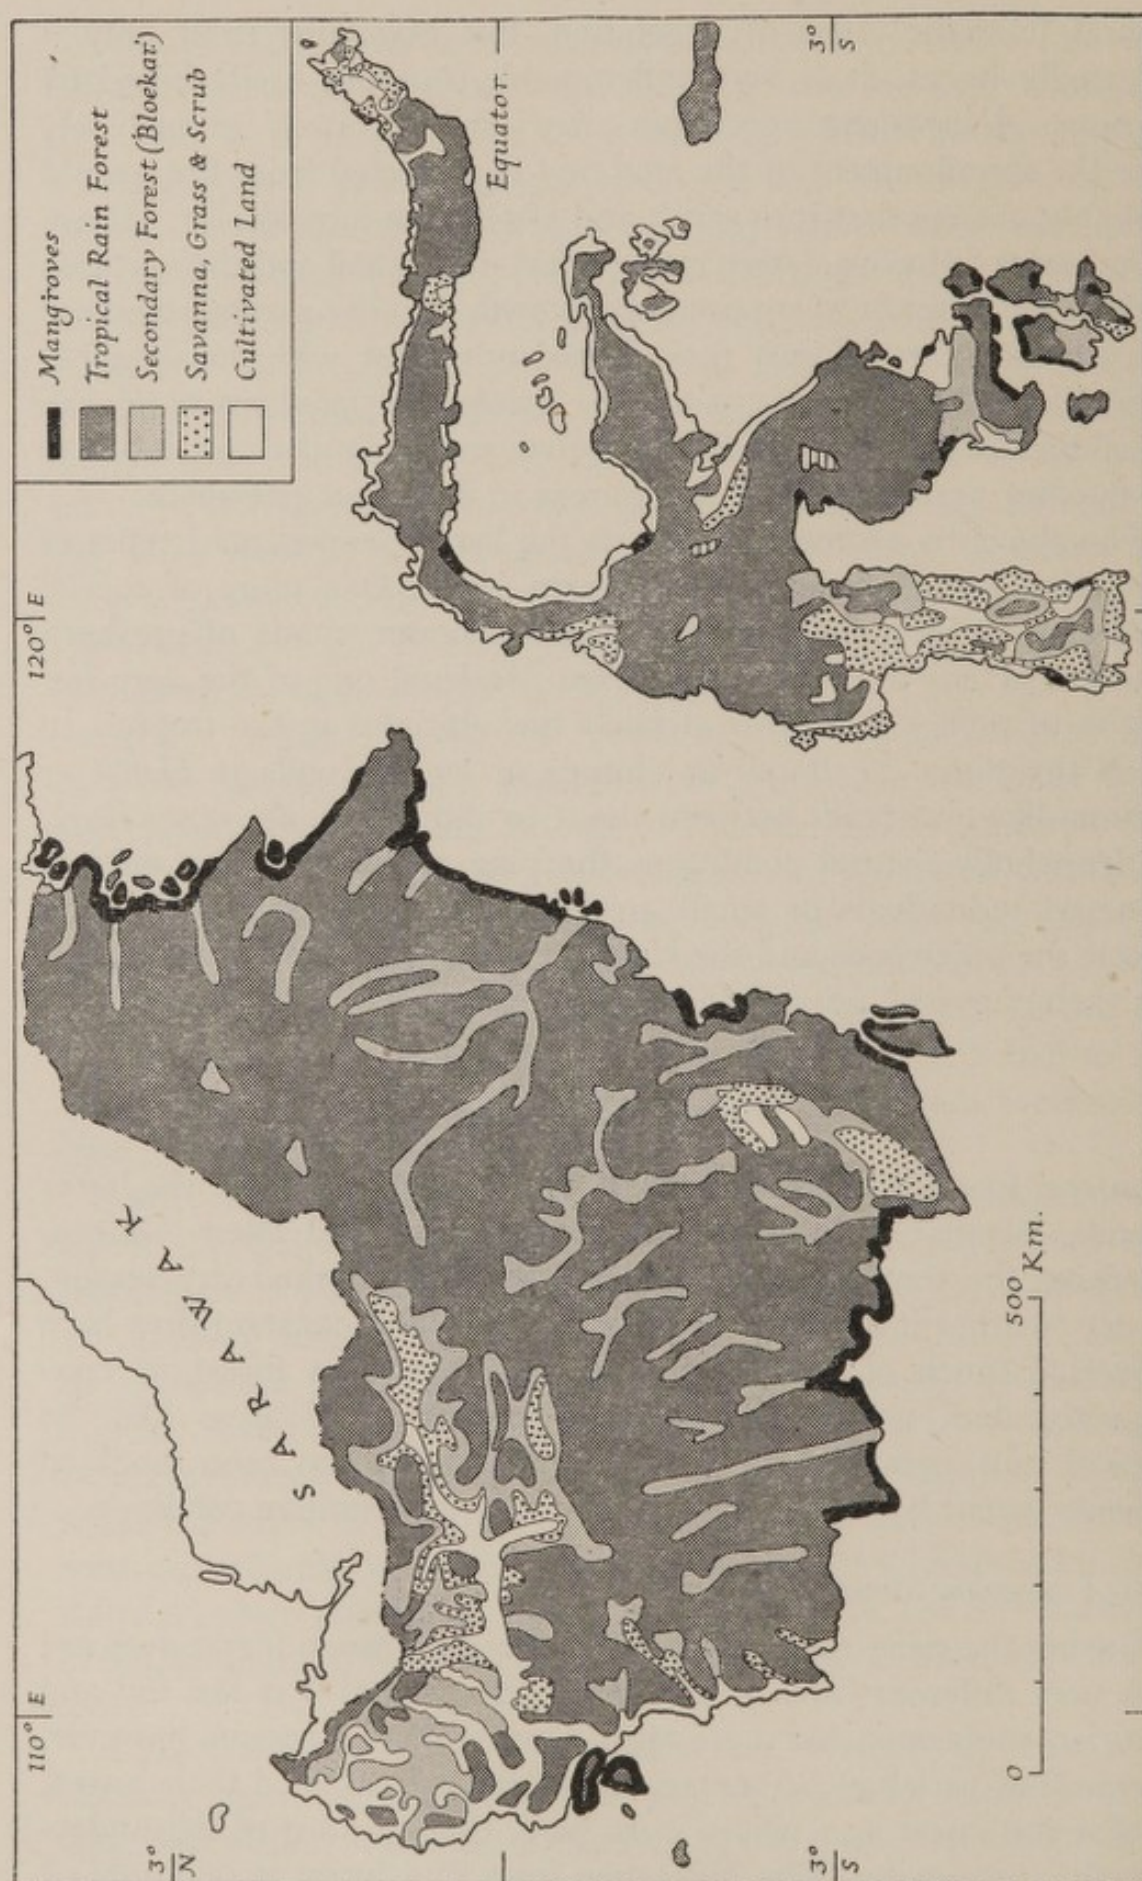 Mangroves
Tropical Rain Forest
Secondary Forest (Bloekar)
Savanna, Grass & Scrub
Cultivated Land
120° E
110° E
3°
N
Equator
3°
S
3°
S
SARAWAK
0 500
Km.